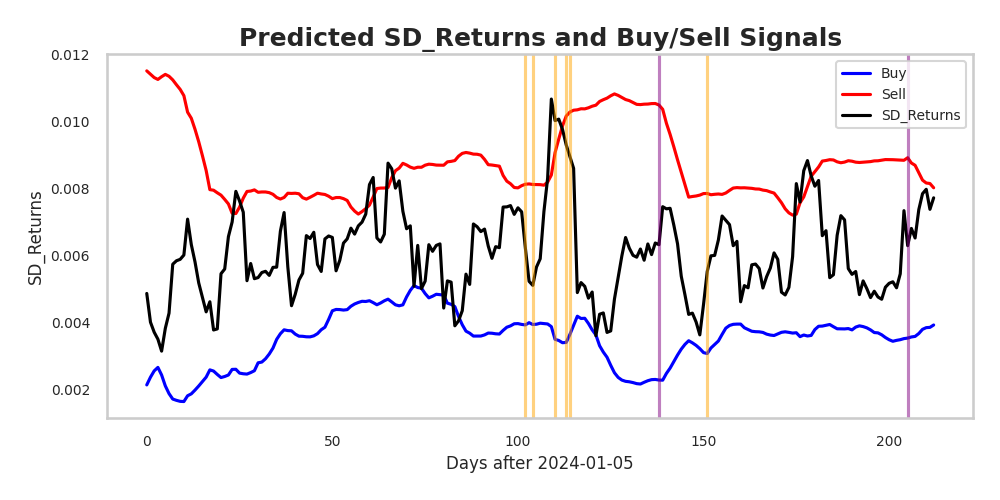 Predicted SD_Returns and Buy/Sell Signals
SD_Returns
0.012
0.010
0.008
0.006
0.004
0.002
Buy
Sell
SD_Returns
0
50
100
150
200
Days after 2024-01-05